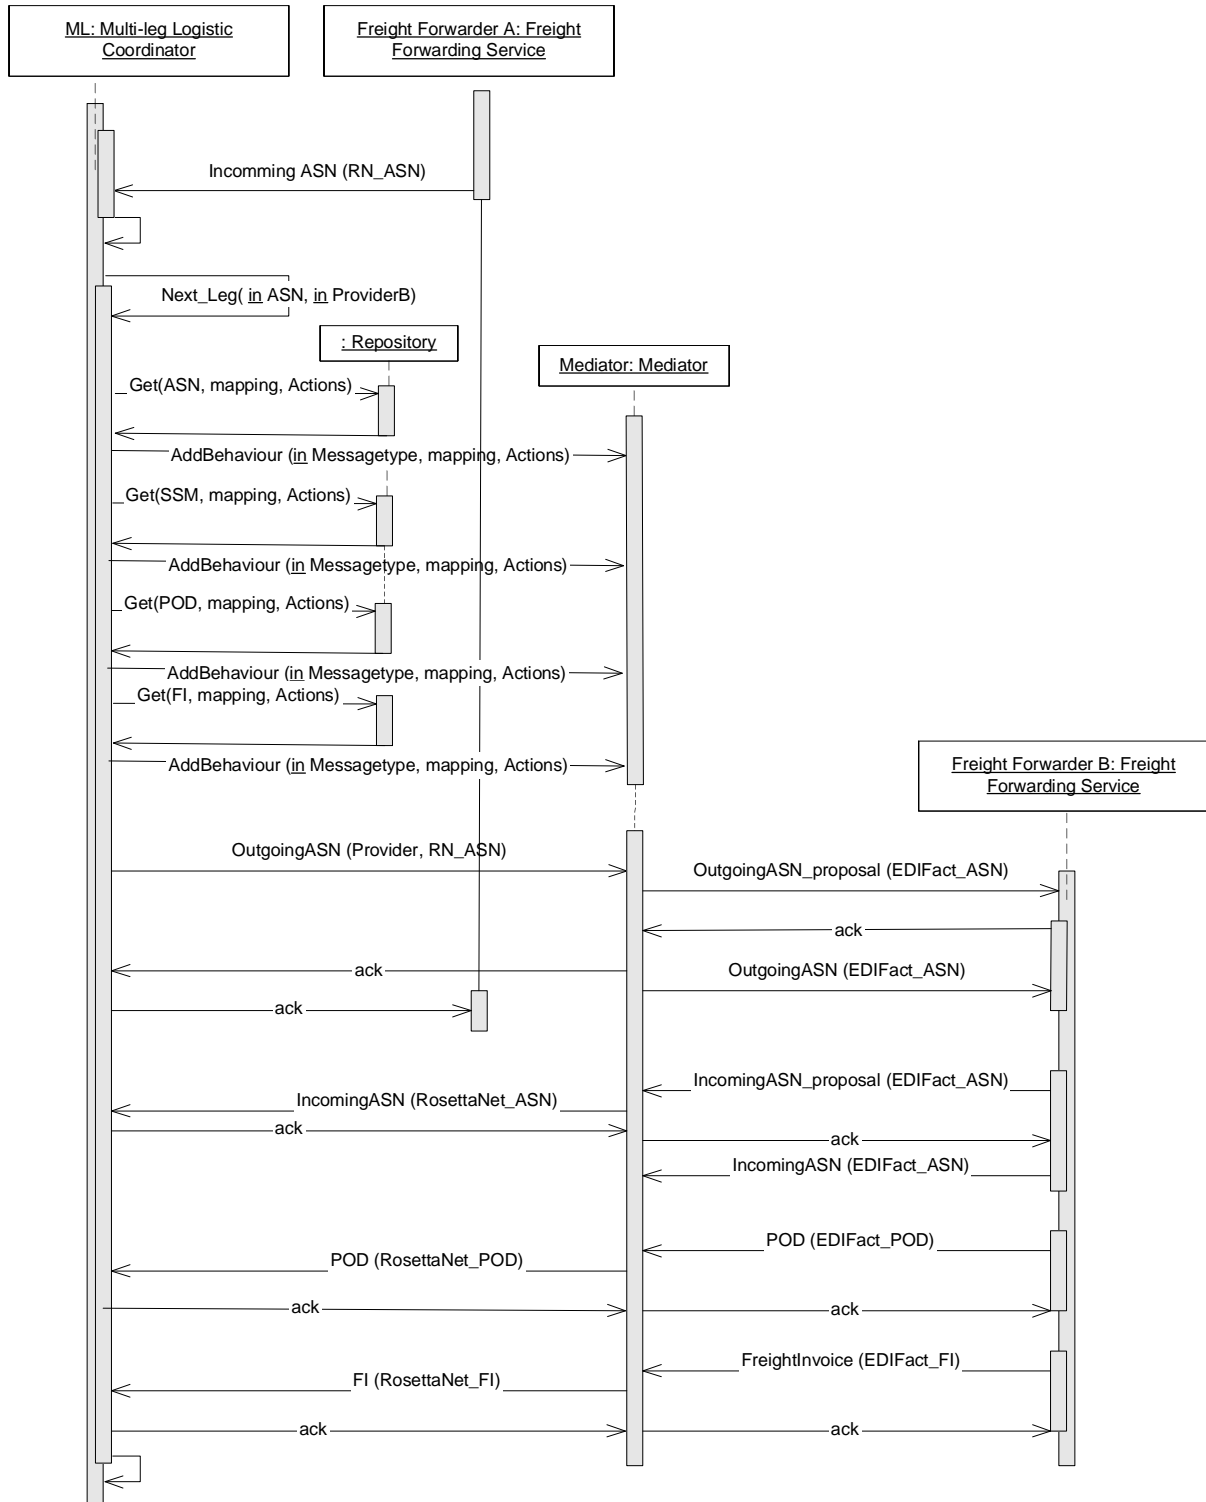 ML: Multi-leg Logistic
Coordinator
Freight Forwarder A: Freight
Forwarding Service
Incomming ASN (RN_ASN)
Next_Leg( in ASN, in ProviderB)
: Repository
Mediator: Mediator
Get(ASN, mapping, Actions)
AddBehaviour (in Messagetype, mapping, Actions)
Get(SSM, mapping, Actions)
AddBehaviour (in Messagetype, mapping, Actions)
Get(POD, mapping, Actions)
AddBehaviour (in Messagetype, mapping, Actions)
Get(FI, mapping, Actions)
AddBehaviour (in Messagetype, mapping, Actions)
Freight Forwarder B: Freight
Forwarding Service
OutgoingASN (Provider, RN_ASN)
OutgoingASN_proposal (EDIFact_ASN)
ack
ack
OutgoingASN (EDIFact_ASN)
ack
IncomingASN_proposal (EDIFact_ASN)
IncomingASN (RosettaNet_ASN)
ack
ack
IncomingASN (EDIFact_ASN)
POD (EDIFact_POD)
POD (RosettaNet_POD)
ack
ack
FreightInvoice (EDIFact_FI)
FI (RosettaNet_FI)
ack
ack